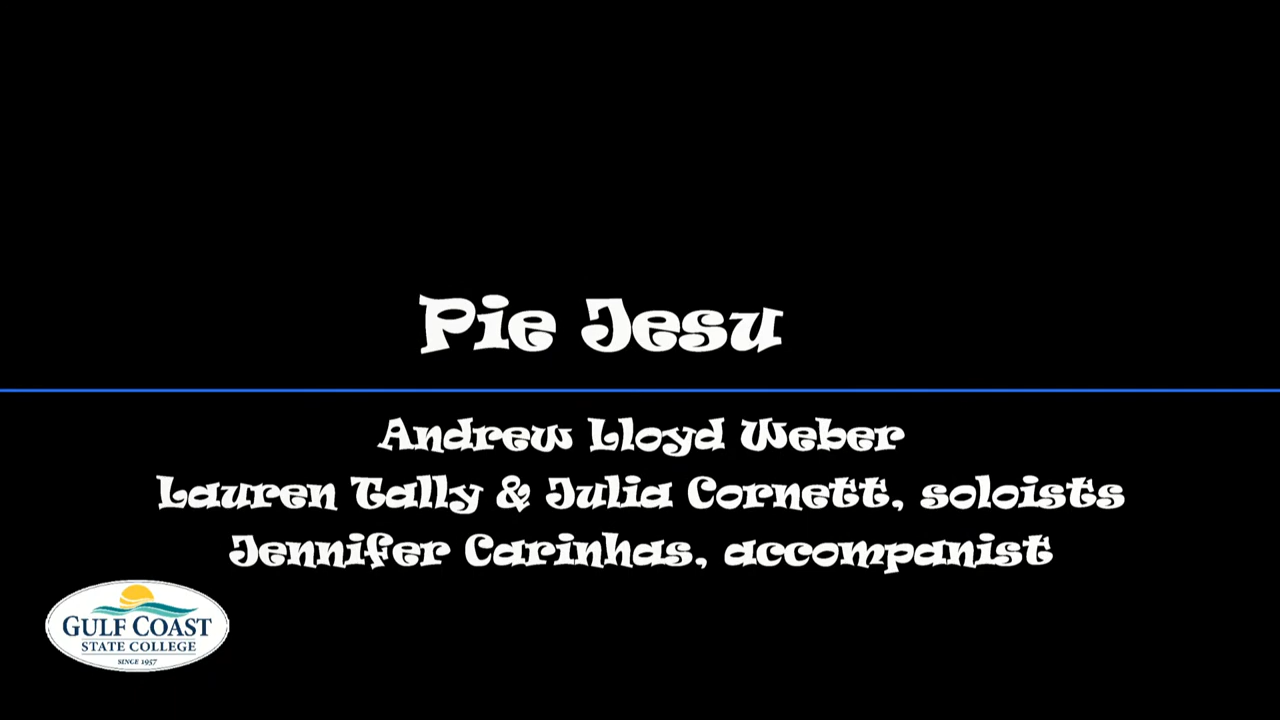 Pie Jesu
Andrew Lloyd Weber
Lauren Tally & Julia Cornett, soloists
Jennifer Carinhas, accompanist
GULF COAST
STATE COLLEGE
SINCE 1957